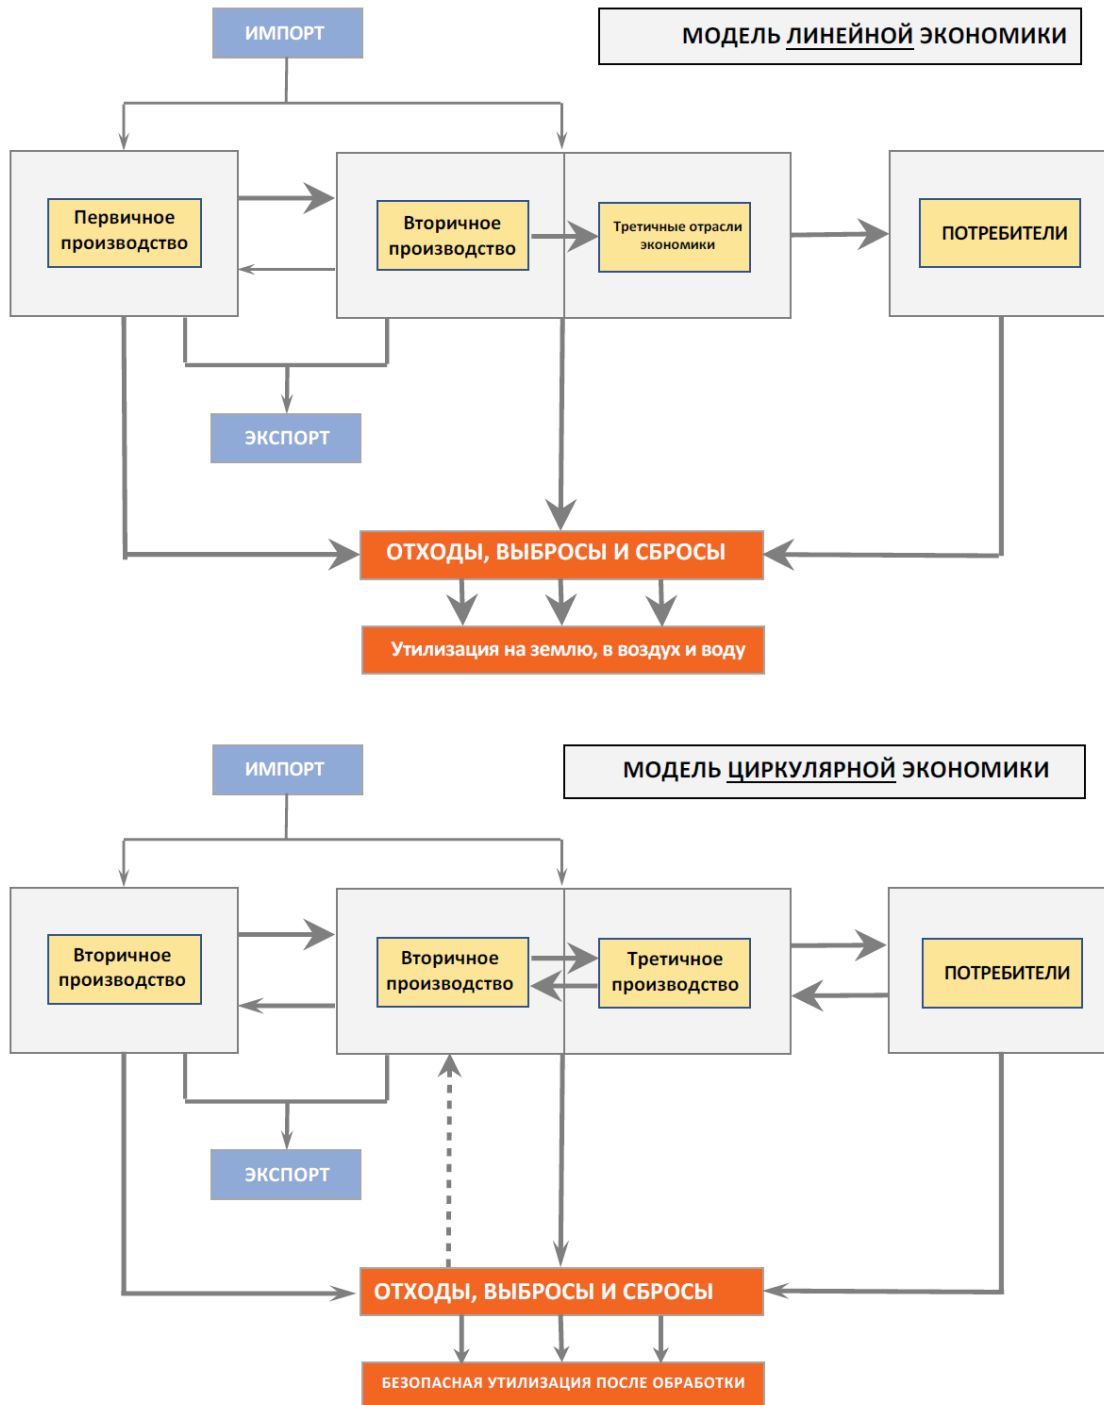 ИМПОРТ
МОДЕЛЬ ЛИНЕЙНОЙ ЭКОНОМИКИ
Первичное
производство
Вторичное
производство
Третичные отрасли
экономики
ПОТРЕБИТЕЛИ
ЭКСПОРТ
ОТХОДЫ, ВЫБРОСЫ И СБРОСЫ
Утилизация на землю, в воздух и воду
ИМПОРТ
МОДЕЛЬ ЦИРКУЛЯРНОЙ ЭКОНОМИКИ
Вторичное
производство
Вторичное
производство
Третичное
производство
ПОТРЕБИТЕЛИ
ЭКСПОРТ
ОТХОДЫ, ВЫБРОСЫ И СБРОСЫ
БЕЗОПАСНАЯ УТИЛИЗАЦИЯ ПОСЛЕ ОБРАБОТКИ